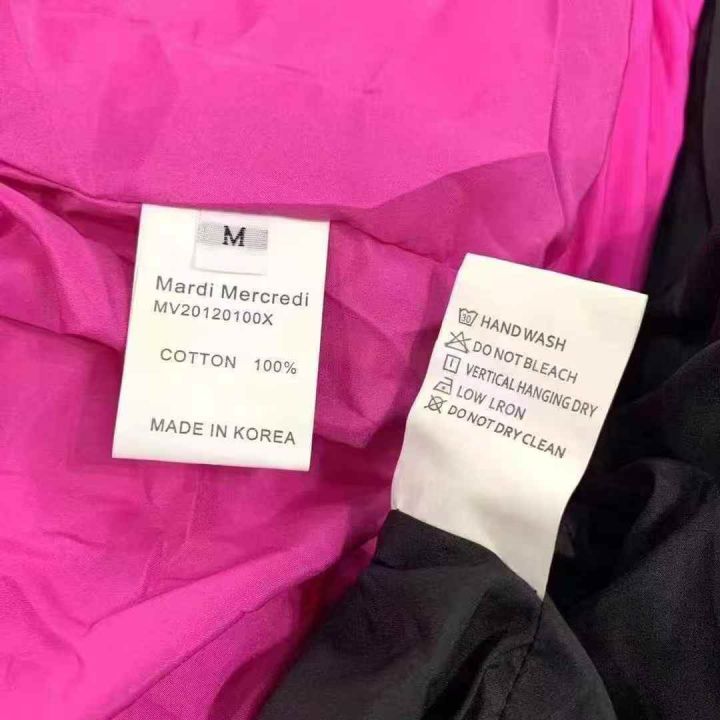 M
Mardi Mercredi
MV20120100X
COTTON 100%
MADE IN KOREA
30 HAND WASH
DO NOT BLEACH
VERTICAL HANGING DRY
LOW LRON
DO NOT DRY CLEAN